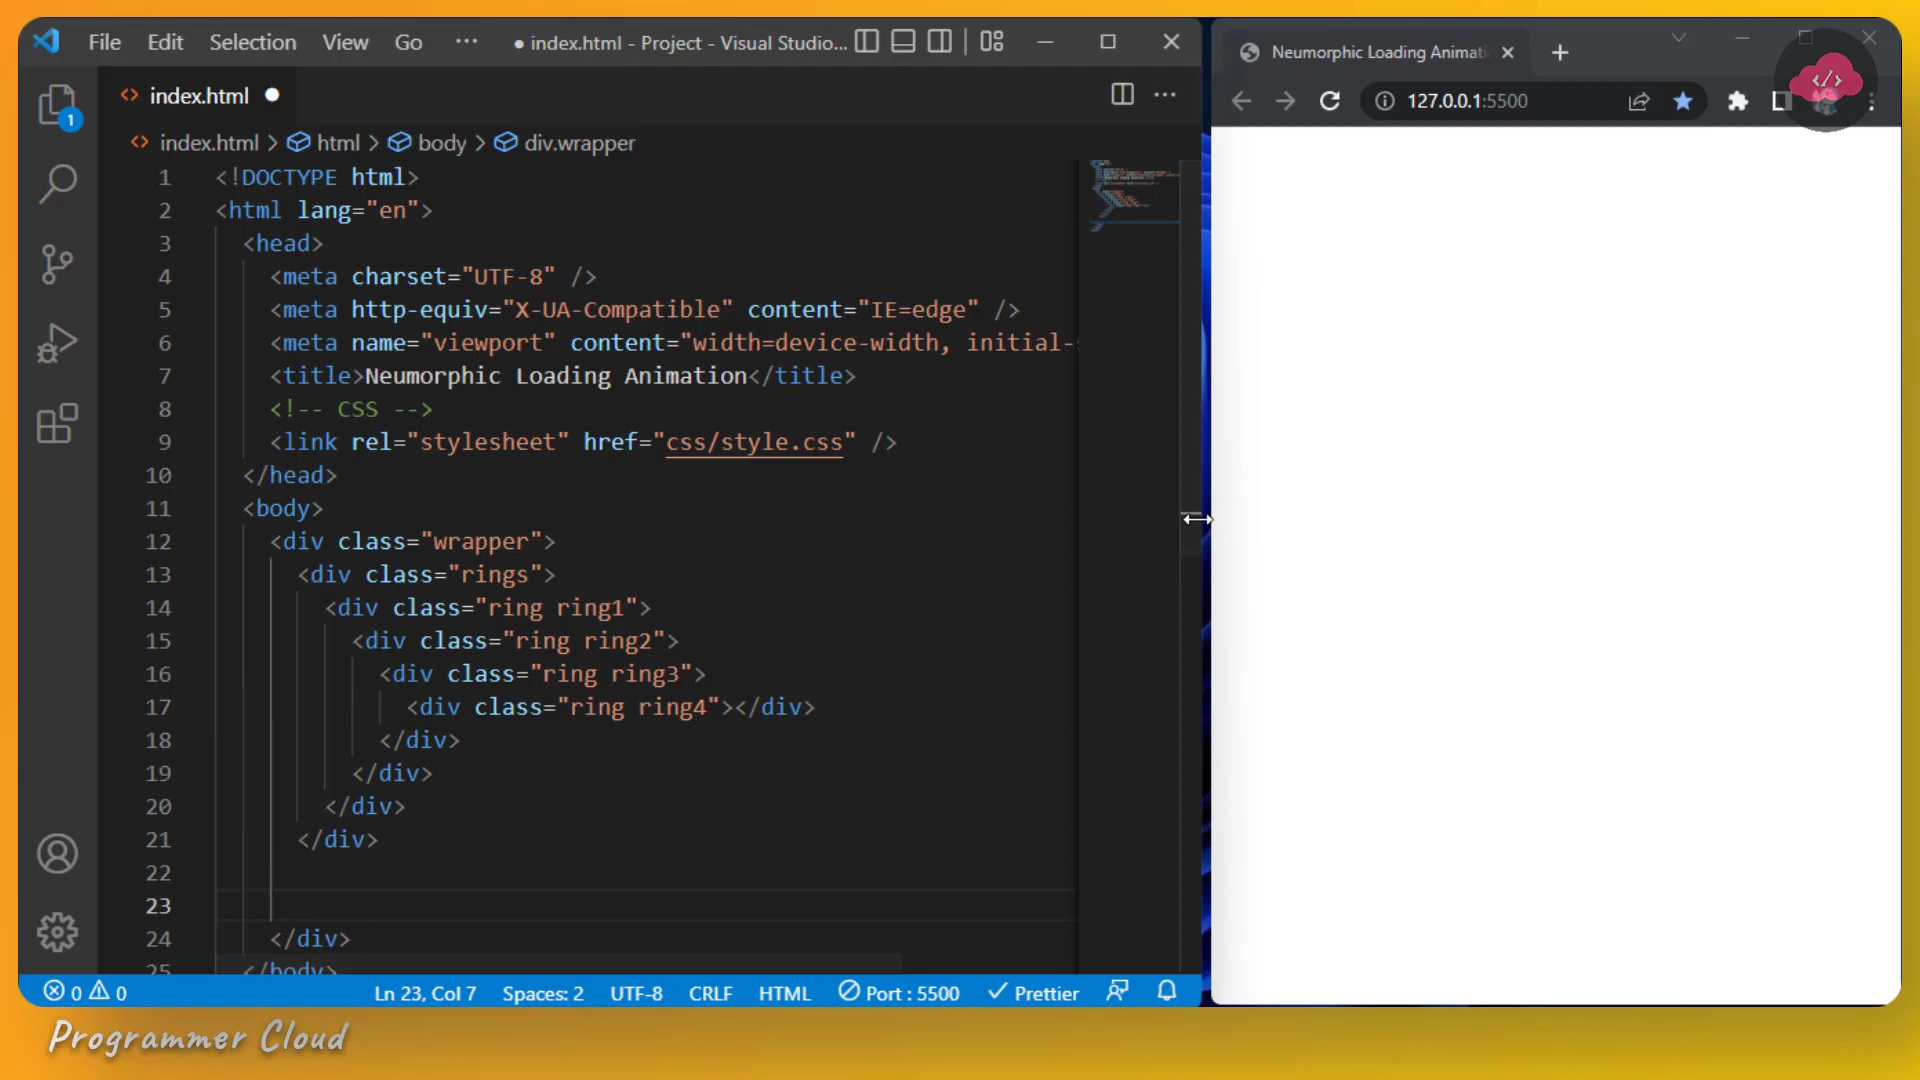 File Edit Selection View Go ··· ● index.html - Project - Visual Studio...
index.html
index.html > html > body > div.wrapper
1 <!DOCTYPE html>
2 <html lang="en">
3 <head>
4 <meta charset="UTF-8" />
5 <meta http-equiv="X-UA-Compatible" content="IE=edge" />
6 <meta name="viewport" content="width=device-width, initial-
7 <title>Neumorphic Loading Animation</title>
8 <!-- CSS -->
9 <link rel="stylesheet" href="css/style.css" />
10 </head>
11 <body>
12 <div class="wrapper">
13 <div class="rings">
14 <div class="ring ring1">
15 <div class="ring ring2">
16 <div class="ring ring3">
17 <div class="ring ring4"></div>
18 </div>
19 </div>
20 </div>
21 </div>
22
23
24 </div>
25 </body>
1
0 0 Ln 23, Col 7 Spaces: 2 UTF-8 CRLF HTML Port : 5500 Prettier
Neumorphic Loading Animati
127.0.0.1:5500
Programmer Cloud